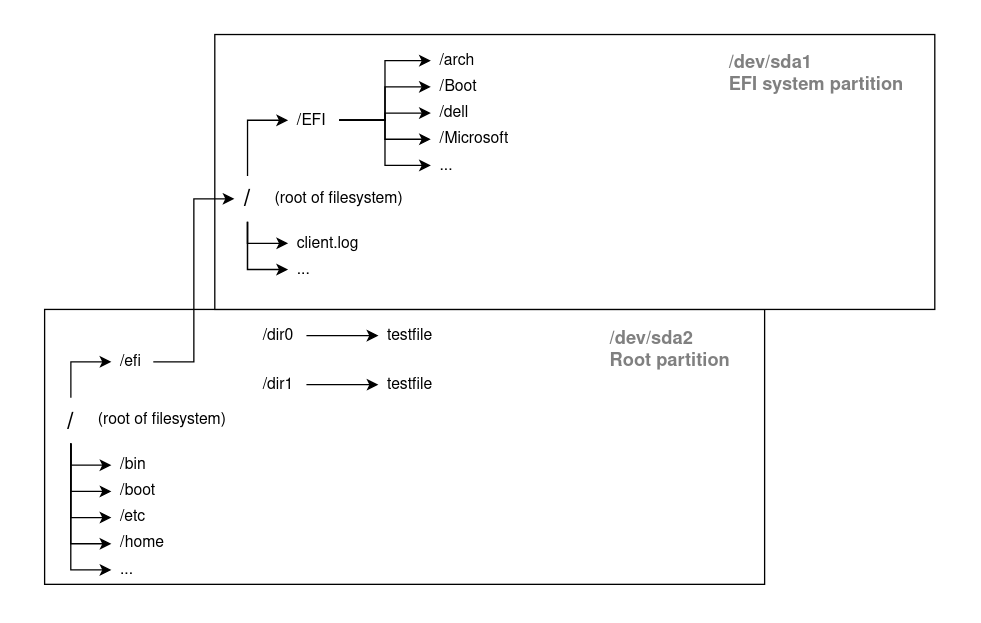 /arch
/dev/sda1
/Boot
EFI system partition
/dell
/EFI
/Microsoft
...
/ (root of filesystem)
client.log
...
/dir0 testfile
/dev/sda2
/efi
Root partition
/dir1 testfile
/ (root of filesystem)
/bin
/boot
/etc
/home
...